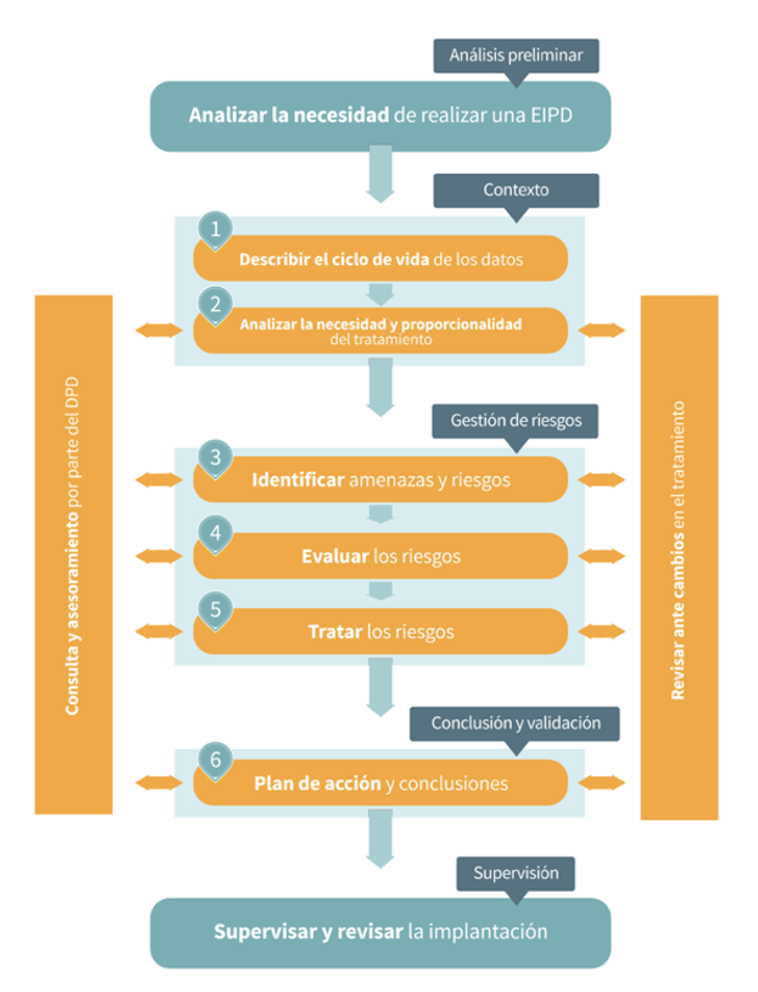 Análisis preliminar
Analizar la necesidad de realizar una EIPD
Contexto
1
Describir el ciclo de vida de los datos
2
Analizar la necesidad y proporcionalidad
del tratamiento
Consulta y asesoramiento por parte del DPD
Revisar ante cambios en el tratamiento
Gestión de riesgos
3
Identificar amenazas y riesgos
4
Evaluar los riesgos
5
Tratar los riesgos
Conclusión y validación
6
Plan de acción y conclusiones
Supervisión
Supervisar y revisar la implantación